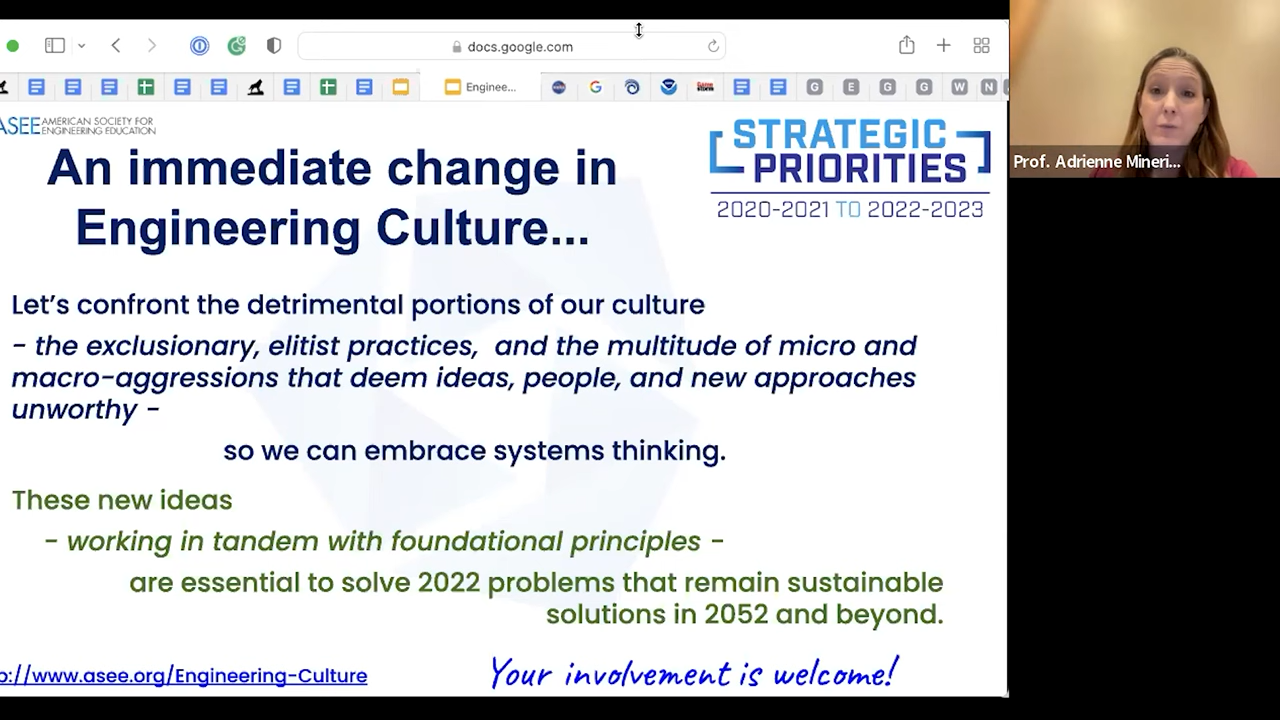 docs.google.com
Enginee...
G
E
G
G
W
N
ASEE AMERICAN SOCIETY FOR
ENGINEERING EDUCATION
An immediate change in
Engineering Culture...
STRATEGIC
PRIORITIES
2020-2021 TO 2022-2023
Prof. Adrienne Mineri...
Let's confront the detrimental portions of our culture
- the exclusionary, elitist practices, and the multitude of micro and
macro-aggressions that deem ideas, people, and new approaches
unworthy -
so we can embrace systems thinking.
These new ideas
- working in tandem with foundational principles -
are essential to solve 2022 problems that remain sustainable
solutions in 2052 and beyond.
p://www.asee.org/Engineering-Culture
Your involvement is welcome!